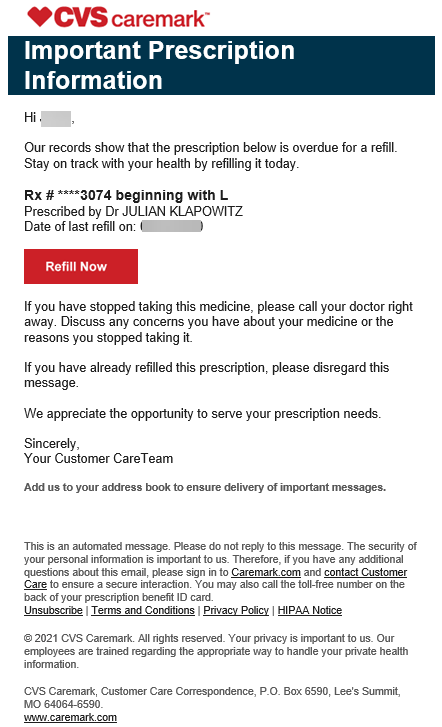 CVS caremark™
Important Prescription
Information
Hi ,
Our records show that the prescription below is overdue for a refill.
Stay on track with your health by refilling it today.
Rx # ****3074 beginning with L
Prescribed by Dr JULIAN KLAPOWITZ
Date of last refill on:
Refill Now
If you have stopped taking this medicine, please call your doctor right
away. Discuss any concerns you have about your medicine or the
reasons you stopped taking it.
If you have already refilled this prescription, please disregard this
message.
We appreciate the opportunity to serve your prescription needs.
Sincerely,
Your Customer CareTeam
Add us to your address book to ensure delivery of important messages.
This is an automated message. Please do not reply to this message. The security of
your personal information is important to us. Therefore, if you have any additional
questions about this email, please sign in to Caremark.com and contact Customer
Care to ensure a secure interaction. You may also call the toll-free number on the
back of your prescription benefit ID card.
Unsubscribe | Terms and Conditions | Privacy Policy | HIPAA Notice
© 2021 CVS Caremark. All rights reserved. Your privacy is important to us. Our
employees are trained regarding the appropriate way to handle your private health
information.
CVS Caremark, Customer Care Correspondence, P.O. Box 6590, Lee's Summit,
MO 64064-6590.
www.caremark.com